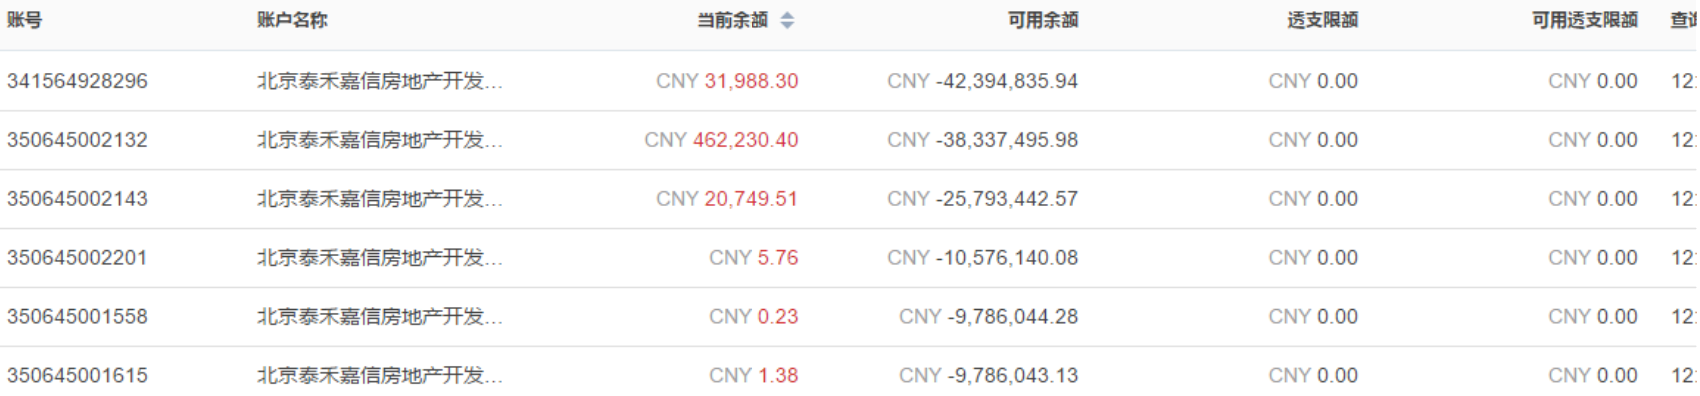 账号 账户名称 当前余额 可用余额 透支限额 可用透支限额
341564928296 北京泰禾嘉信房地产开发... CNY 31,988.30 CNY -42,394,835.94 CNY 0.00 CNY 0.00 12:
350645002132 北京泰禾嘉信房地产开发... CNY 462,230.40 CNY -38,337,495.98 CNY 0.00 CNY 0.00 12:
350645002143 北京泰禾嘉信房地产开发... CNY 20,749.51 CNY -25,793,442.57 CNY 0.00 CNY 0.00 12:
350645002201 北京泰禾嘉信房地产开发... CNY 5.76 CNY -10,576,140.08 CNY 0.00 CNY 0.00 12:
350645001558 北京泰禾嘉信房地产开发... CNY 0.23 CNY -9,786,044.28 CNY 0.00 CNY 0.00 12:
350645001615 北京泰禾嘉信房地产开发... CNY 1.38 CNY -9,786,043.13 CNY 0.00 CNY 0.00 12: